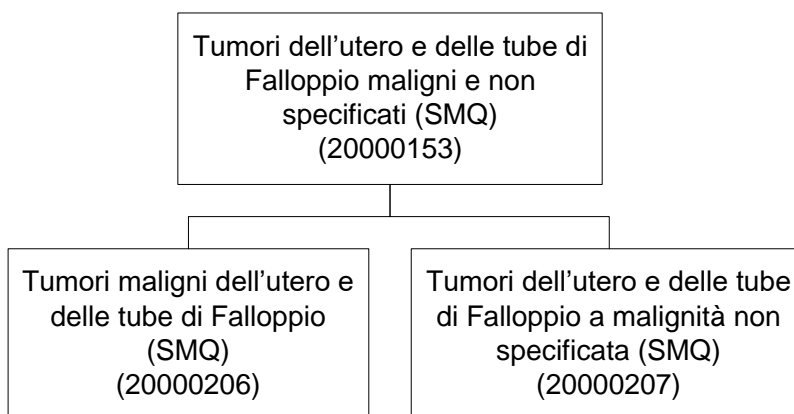 Tumori dell’utero e delle tube di
Falloppio maligni e non
specificati (SMQ)
(20000153)
Tumori maligni dell’utero e
delle tube di Falloppio
(SMQ)
(20000206)
Tumori dell’utero e delle tube
di Falloppio a malignità non
specificata (SMQ)
(20000207)